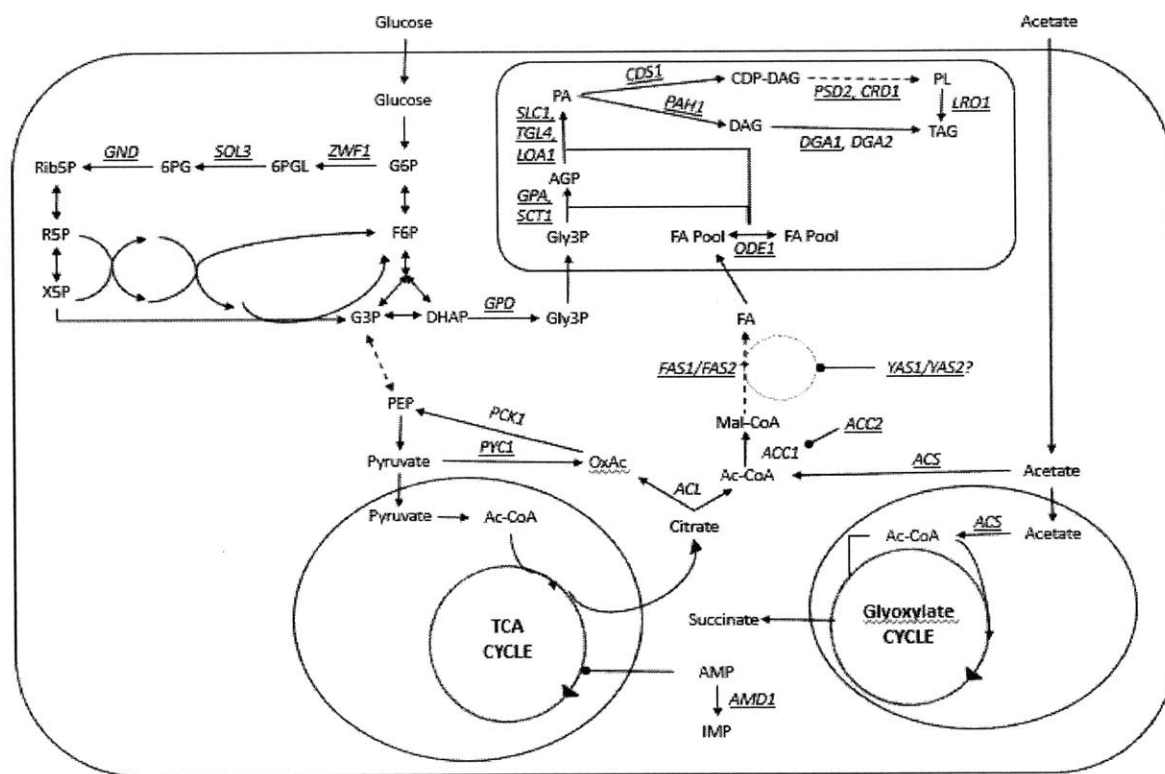 Glucose
Acetate
Glucose
CDS1
CDP-DAG
PL
PA
PSD2, CRD1
PAH1
LRO1
SLC1,
TGL4,
LOA1
DAG
TAG
DGA1, DGA2
GND
SOL3
ZWF1
Rib5P
6PG
6PGL
G6P
AGP
GPA,
SCT1
R5P
F6P
Gly3P
FA Pool
FA Pool
ODE1
X5P
GPD
G3P
DHAP
Gly3P
FA
FAS1/FAS2
YAS1/YAS2?
PEP
PCK1
Mal-CoA
ACC2
ACC1
Pyruvate
PYC1
OxAc
ACS
Ac-CoA
Acetate
ACL
Pyruvate
Ac-CoA
Citrate
ACS
Ac-CoA
Acetate
TCA
CYCLE
Succinate
Glyoxylate
CYCLE
AMP
AMD1
IMP